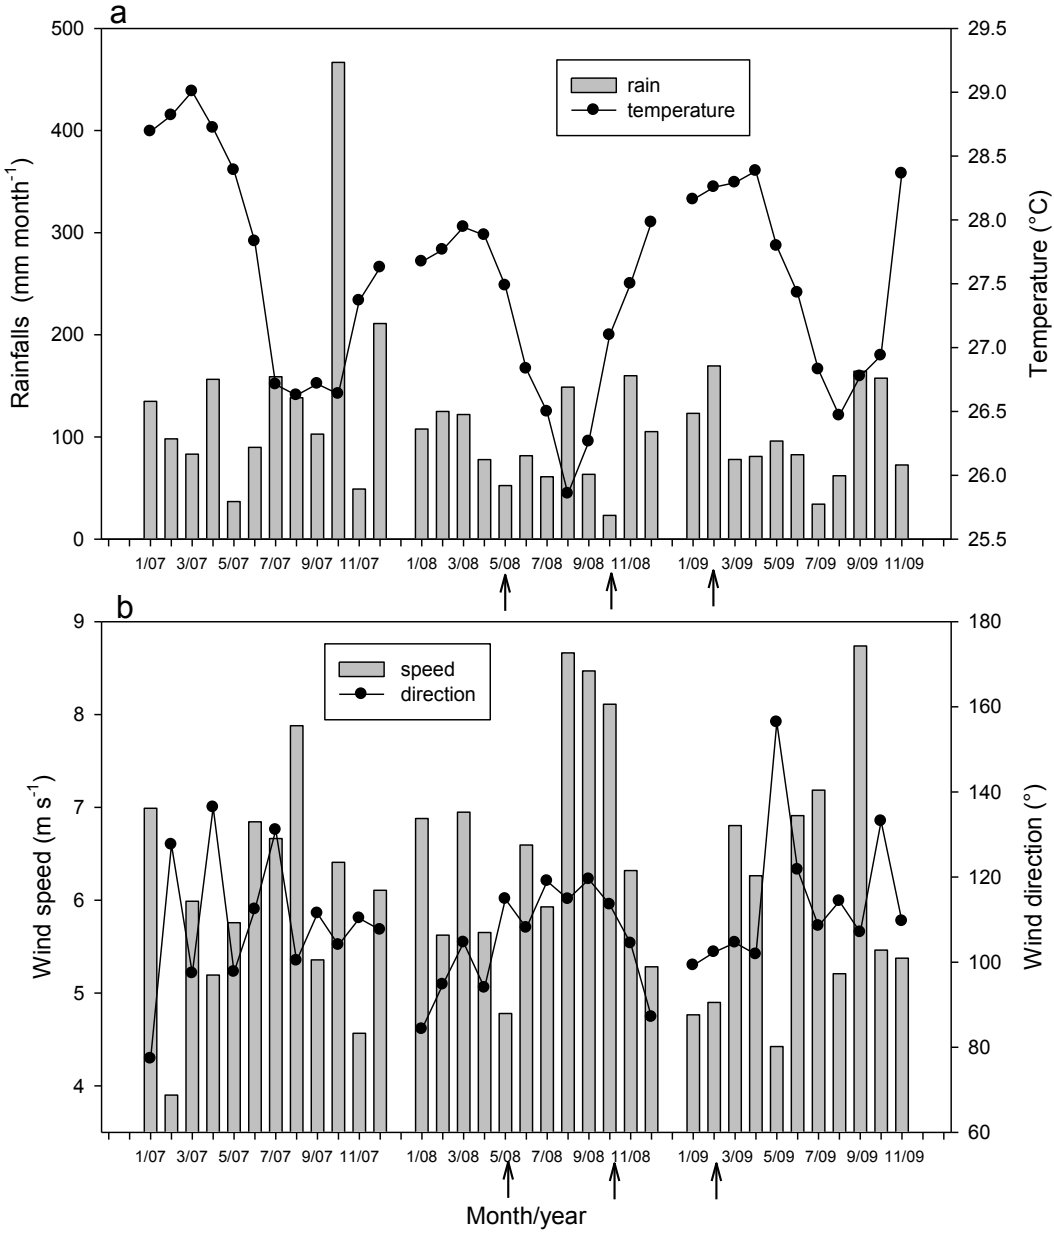 a
500
400
300
200
100
0
Rainfalls (mm month-1)
29.5
29.0
28.5
28.0
27.5
27.0
26.5
26.0
25.5
Temperature (°C)
rain
temperature
1/07 3/07 5/07 7/07 9/07 11/07 1/08 3/08 5/08 7/08 9/08 11/08 1/09 3/09 5/09 7/09 9/09 11/09
b
9
8
7
6
5
4
Wind speed (m s-1)
180
160
140
120
100
80
60
Wind direction (°)
speed
direction
1/07 3/07 5/07 7/07 9/07 11/07 1/08 3/08 5/08 7/08 9/08 11/08 1/09 3/09 5/09 7/09 9/09 11/09
Month/year